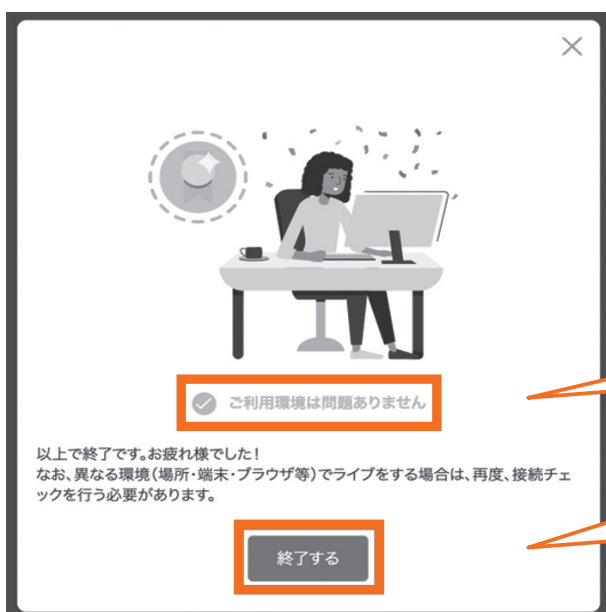 ご利用環境は問題ありません
以上で終了です。お疲れ様でした！
なお、異なる環境（場所・端末・ブラウザ等）でライブをする場合は、再度、接続チェ
ックを行う必要があります。
終了する